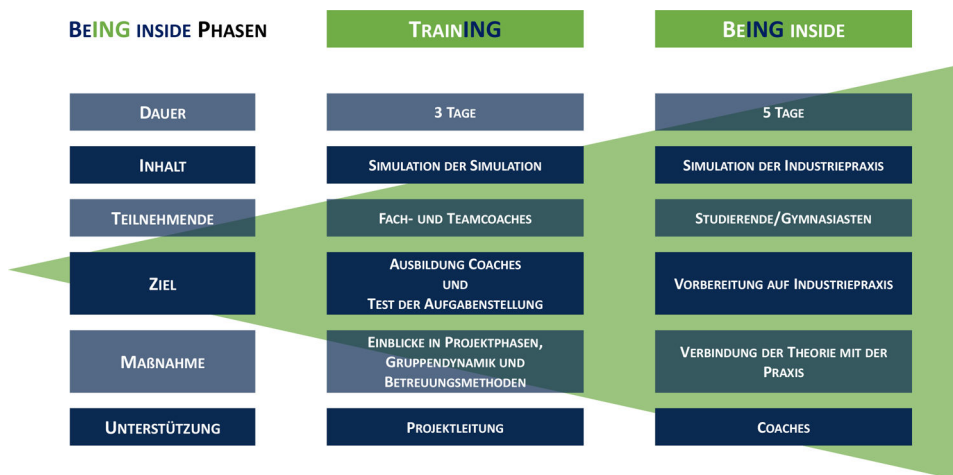 BeING inside Phasen
TrainING
BeING inside
Dauer
3 Tage
5 Tage
Inhalt
Simulation der Simulation
Simulation der Industriepraxis
Teilnehmende
Fach- und Teamcoaches
Studierende/Gymnasiasten
Ziel
Ausbildung Coaches
und
Test der Aufgabenstellung
Vorbereitung auf Industriepraxis
Maßnahme
Einblicke in Projektphasen,
Gruppendynamik und
Betreuungsmethoden
Verbindung der Theorie mit der
Praxis
Unterstützung
Projektleitung
Coaches